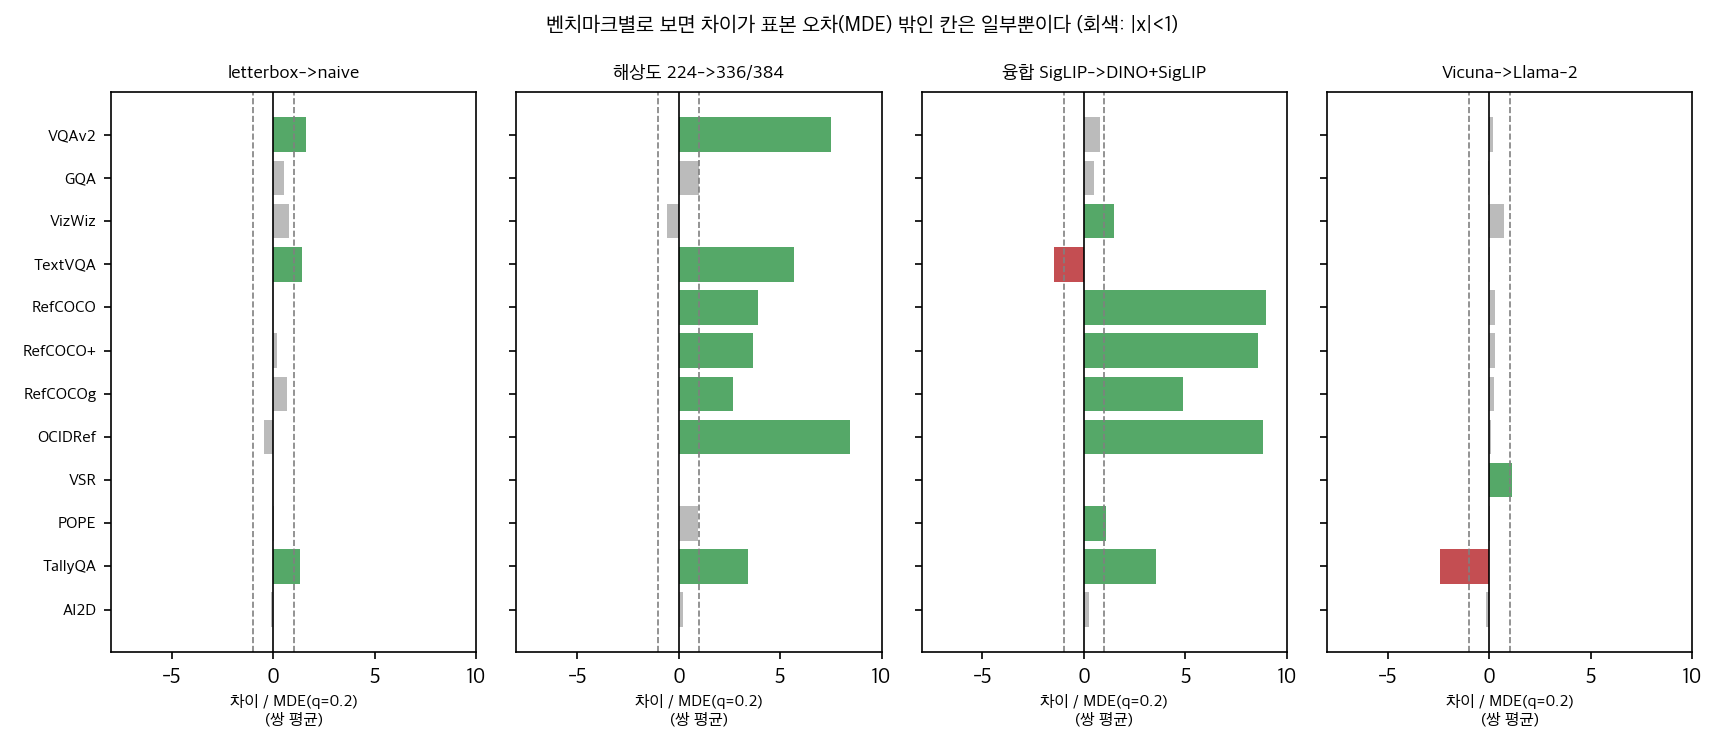 벤치마크별로 보면 차이가 표본 오차(MDE) 밖인 칸은 일부뿐이다 (회색: |x|<1)
letterbox->naive
해상도 224->336/384
융합 SigLIP->DINO+SigLIP
Vicuna->Llama-2
VQAv2
GQA
VizWiz
TextVQA
RefCOCO
RefCOCO+
RefCOCOg
OCIDRef
VSR
POPE
TallyQA
AI2D
-5 0 5 10
-5 0 5 10
-5 0 5 10
-5 0 5 10
차이 / MDE(q=0.2)
(쌍 평균)
차이 / MDE(q=0.2)
(쌍 평균)
차이 / MDE(q=0.2)
(쌍 평균)
차이 / MDE(q=0.2)
(쌍 평균)